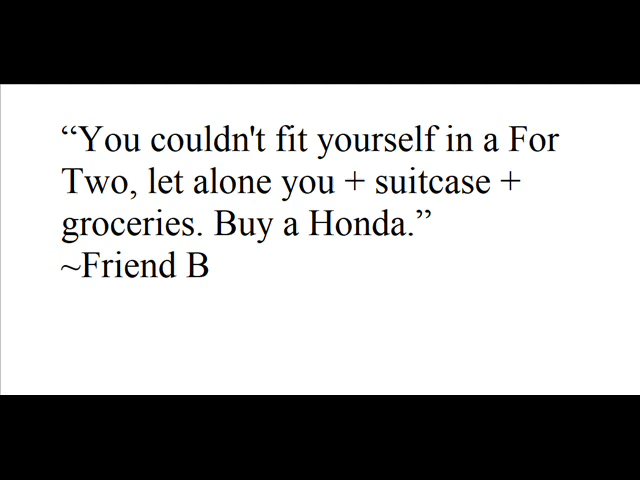 “You couldn't fit yourself in a For
Two, let alone you + suitcase +
groceries. Buy a Honda.”
~Friend B